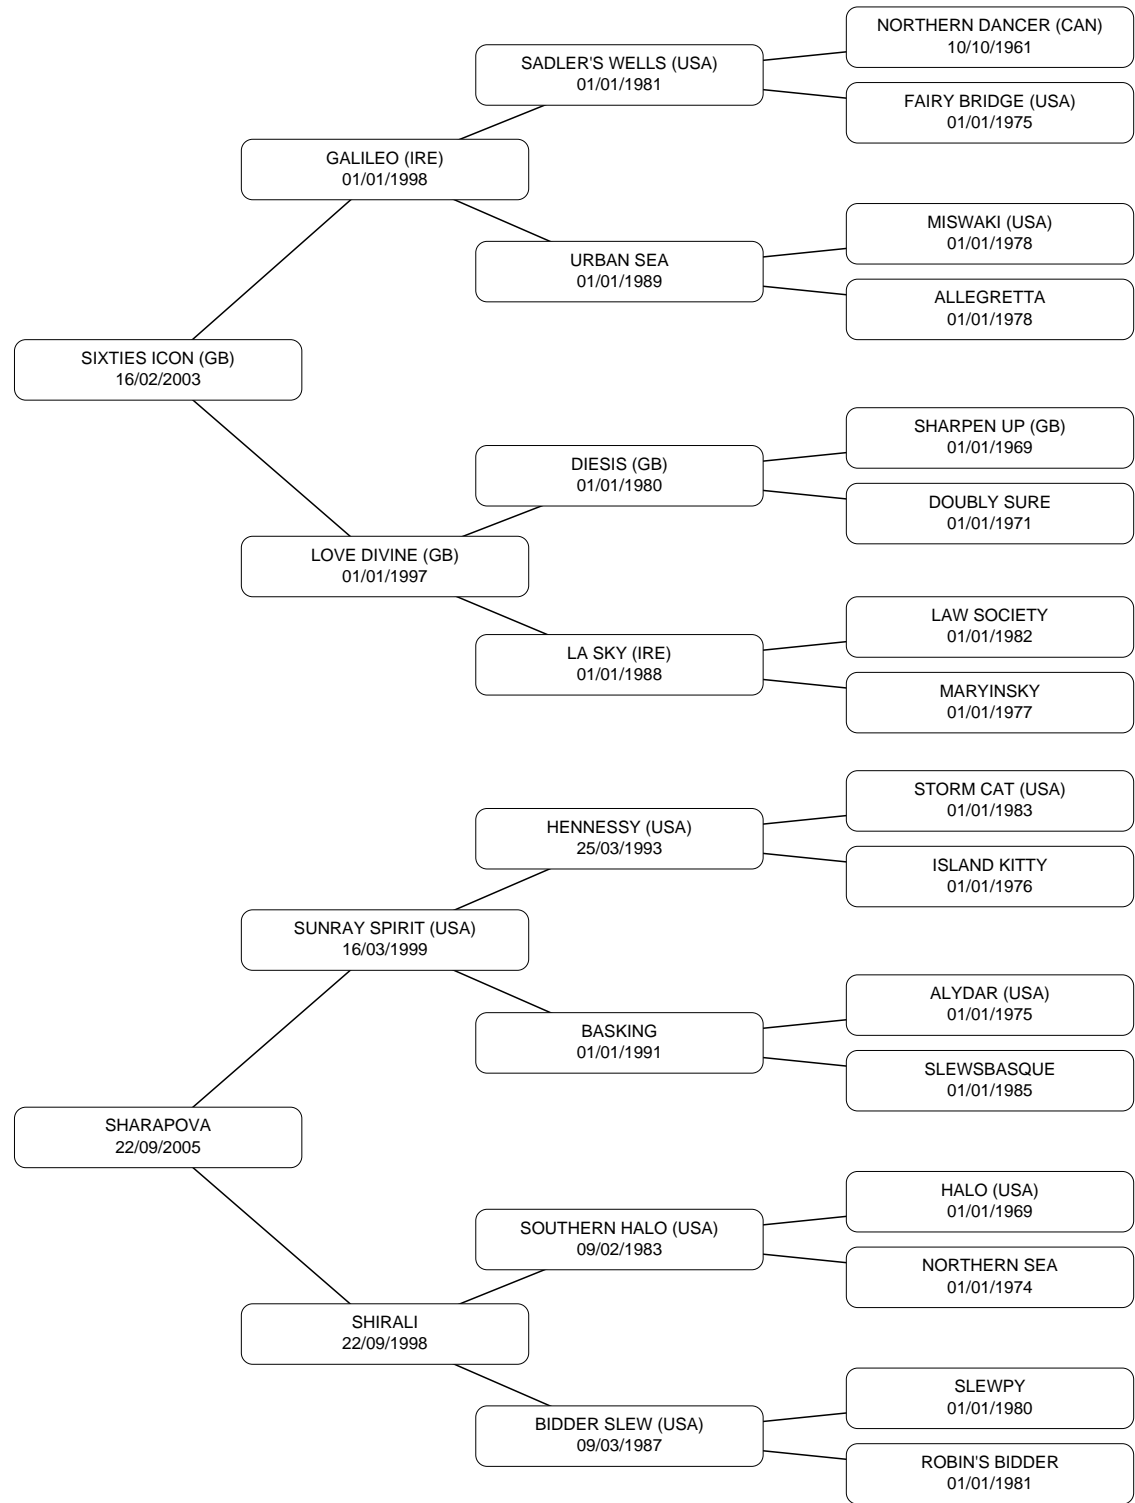 NORTHERN DANCER (CAN)
10/10/1961
SADLER'S WELLS (USA)
01/01/1981
FAIRY BRIDGE (USA)
01/01/1975
GALILEO (IRE)
01/01/1998
MISWAKI (USA)
01/01/1978
URBAN SEA
01/01/1989
ALLEGRETTA
01/01/1978
SIXTIES ICON (GB)
16/02/2003
SHARPEN UP (GB)
01/01/1969
DIESIS (GB)
01/01/1980
DOUBLY SURE
01/01/1971
LOVE DIVINE (GB)
01/01/1997
LAW SOCIETY
01/01/1982
LA SKY (IRE)
01/01/1988
MARYINSKY
01/01/1977
STORM CAT (USA)
01/01/1983
HENNESSY (USA)
25/03/1993
ISLAND KITTY
01/01/1976
SUNRAY SPIRIT (USA)
16/03/1999
ALYDAR (USA)
01/01/1975
BASKING
01/01/1991
SLEWSBASQUE
01/01/1985
SHARAPOVA
22/09/2005
HALO (USA)
01/01/1969
SOUTHERN HALO (USA)
09/02/1983
NORTHERN SEA
01/01/1974
SHIRALI
22/09/1998
SLEWPY
01/01/1980
BIDDER SLEW (USA)
09/03/1987
ROBIN'S BIDDER
01/01/1981